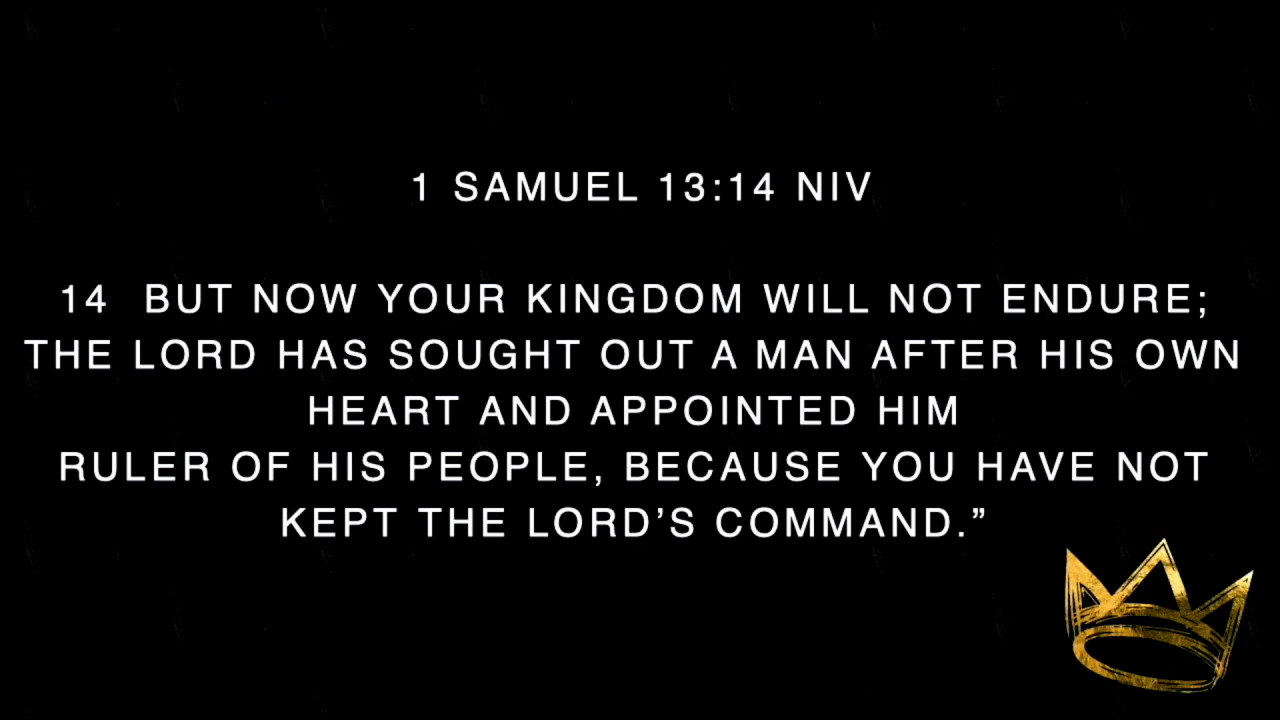 1 SAMUEL 13:14 NIV
14 BUT NOW YOUR KINGDOM WILL NOT ENDURE;
THE LORD HAS SOUGHT OUT A MAN AFTER HIS OWN
HEART AND APPOINTED HIM
RULER OF HIS PEOPLE, BECAUSE YOU HAVE NOT
KEPT THE LORD’S COMMAND.”